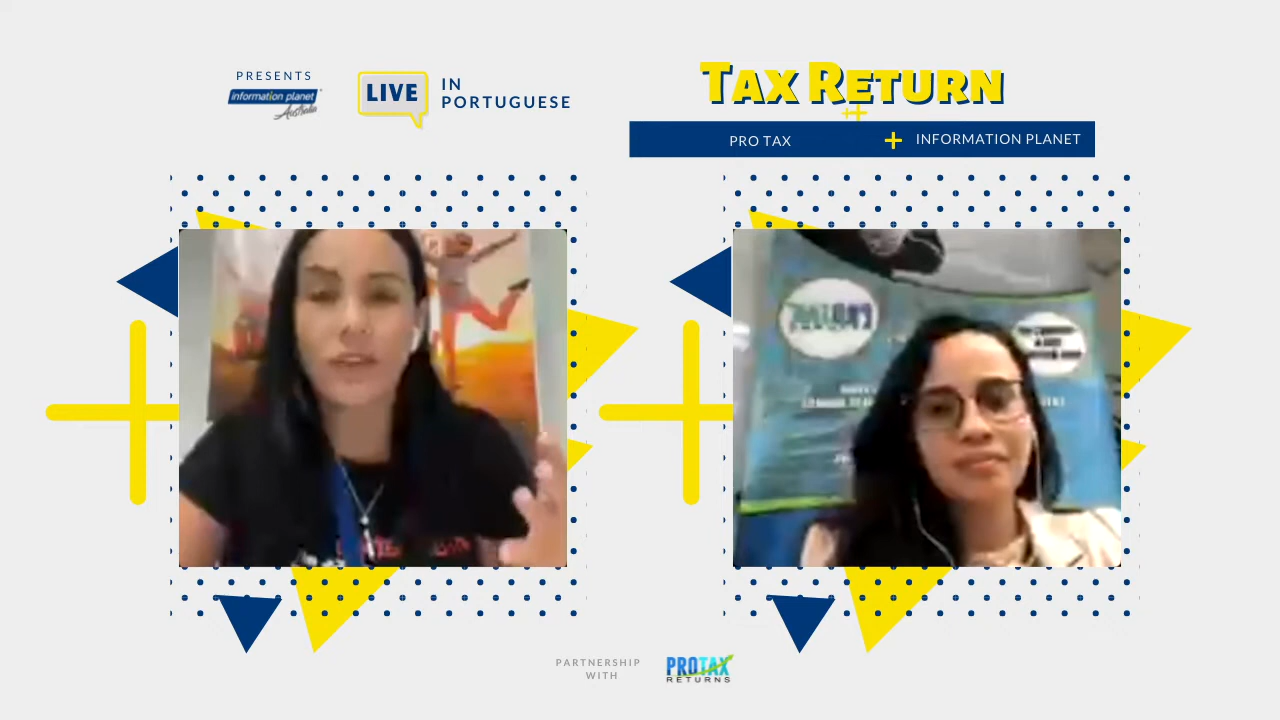 PRESENTS
information planet
Australia
LIVE
IN
PORTUGUESE
TAX RETURN
PRO TAX
+ INFORMATION PLANET
PARTNERSHIP
WITH
PROTAX
RETURNS